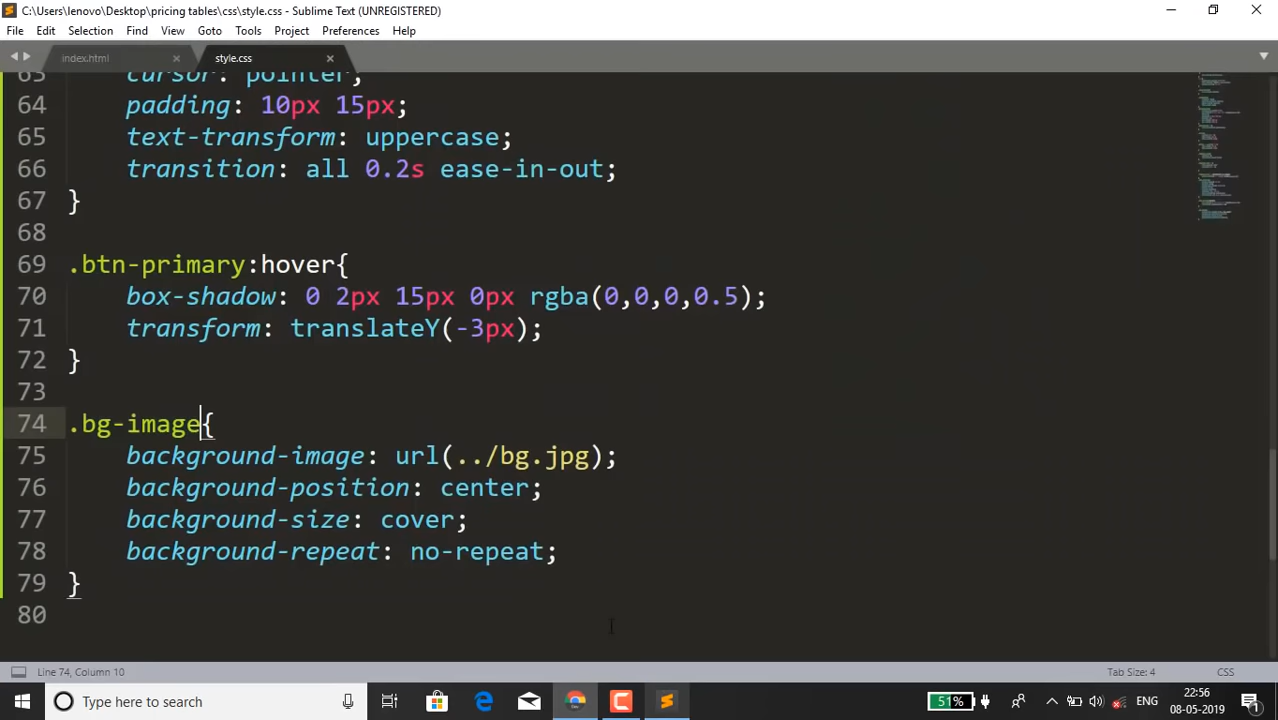 C:\Users\lenovo\Desktop\pricing tables\css\style.css - Sublime Text (UNREGISTERED)
File Edit Selection Find View Goto Tools Project Preferences Help
index.html style.css
63 cursor: pointer;
64 padding: 10px 15px;
65 text-transform: uppercase;
66 transition: all 0.2s ease-in-out;
67 }
68
69 .btn-primary:hover{
70 box-shadow: 0 2px 15px 0px rgba(0,0,0,0.5);
71 transform: translateY(-3px);
72 }
73
74 .bg-image{
75 background-image: url(../bg.jpg);
76 background-position: center;
77 background-size: cover;
78 background-repeat: no-repeat;
79 }
80
Line 74, Column 10 Tab Size: 4 CSS
Type here to search 51% ENG 22:56
08-05-2019